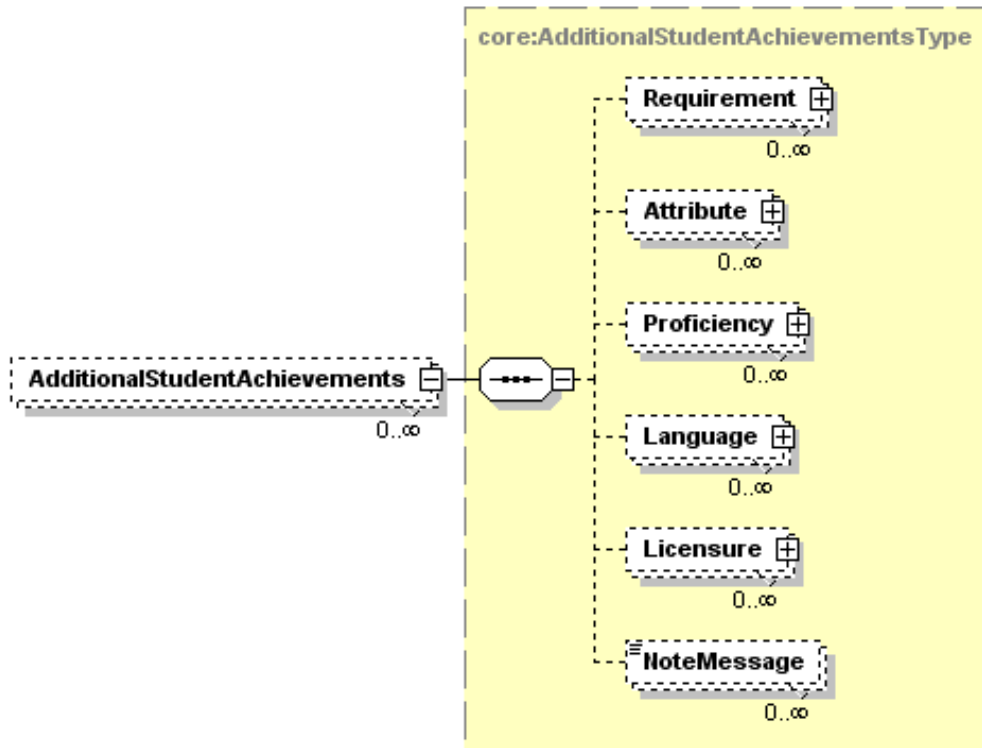 core:AdditionalStudentAchievementsType
Requirement
0..∞
Attribute
0..∞
Proficiency
0..∞
AdditionalStudentAchievements
0..∞
Language
0..∞
Licensure
0..∞
NoteMessage
0..∞